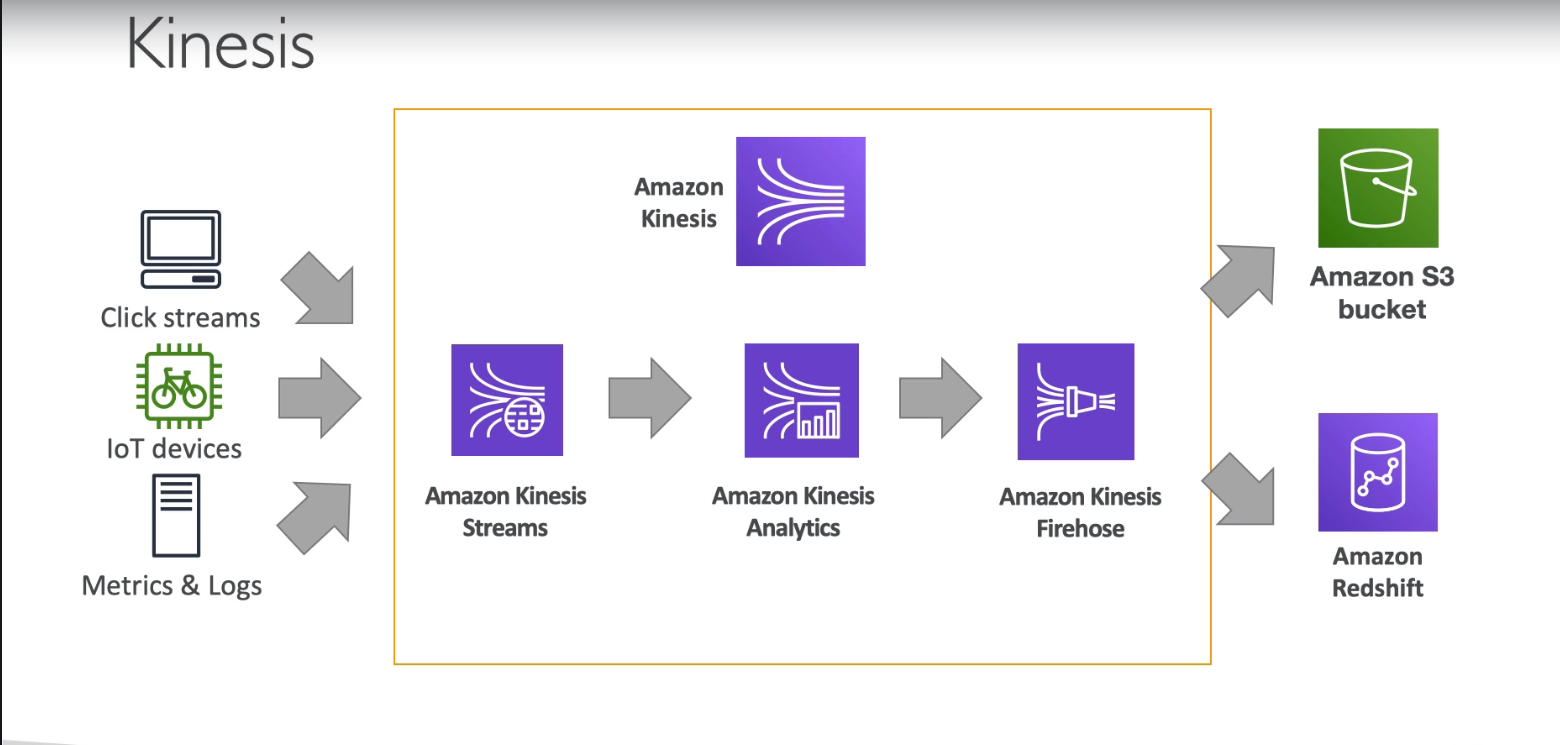 Kinesis
Amazon
Kinesis
Click streams
IoT devices
Metrics & Logs
Amazon Kinesis
Streams
Amazon Kinesis
Analytics
Amazon Kinesis
Firehose
Amazon S3
bucket
Amazon
Redshift